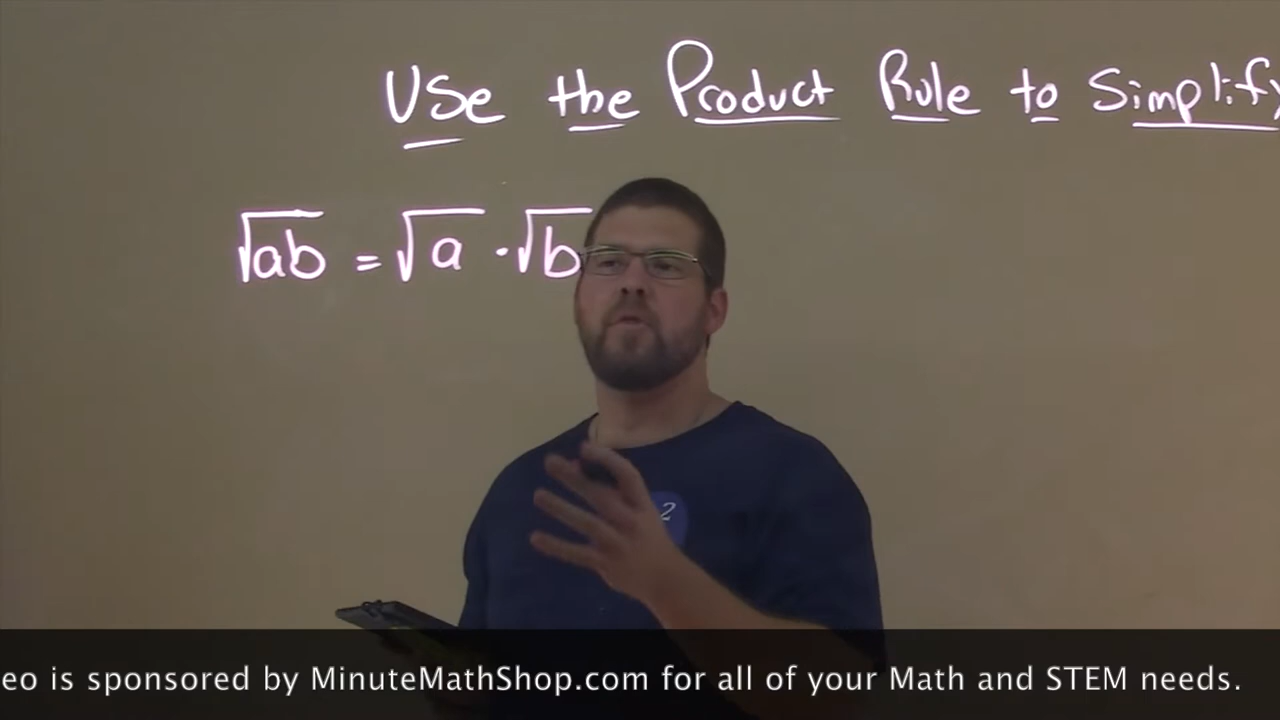 Use the Product Rule to Simplify
√ab = √a · √b
2
eo is sponsored by MinuteMathShop.com for all of your Math and STEM needs.